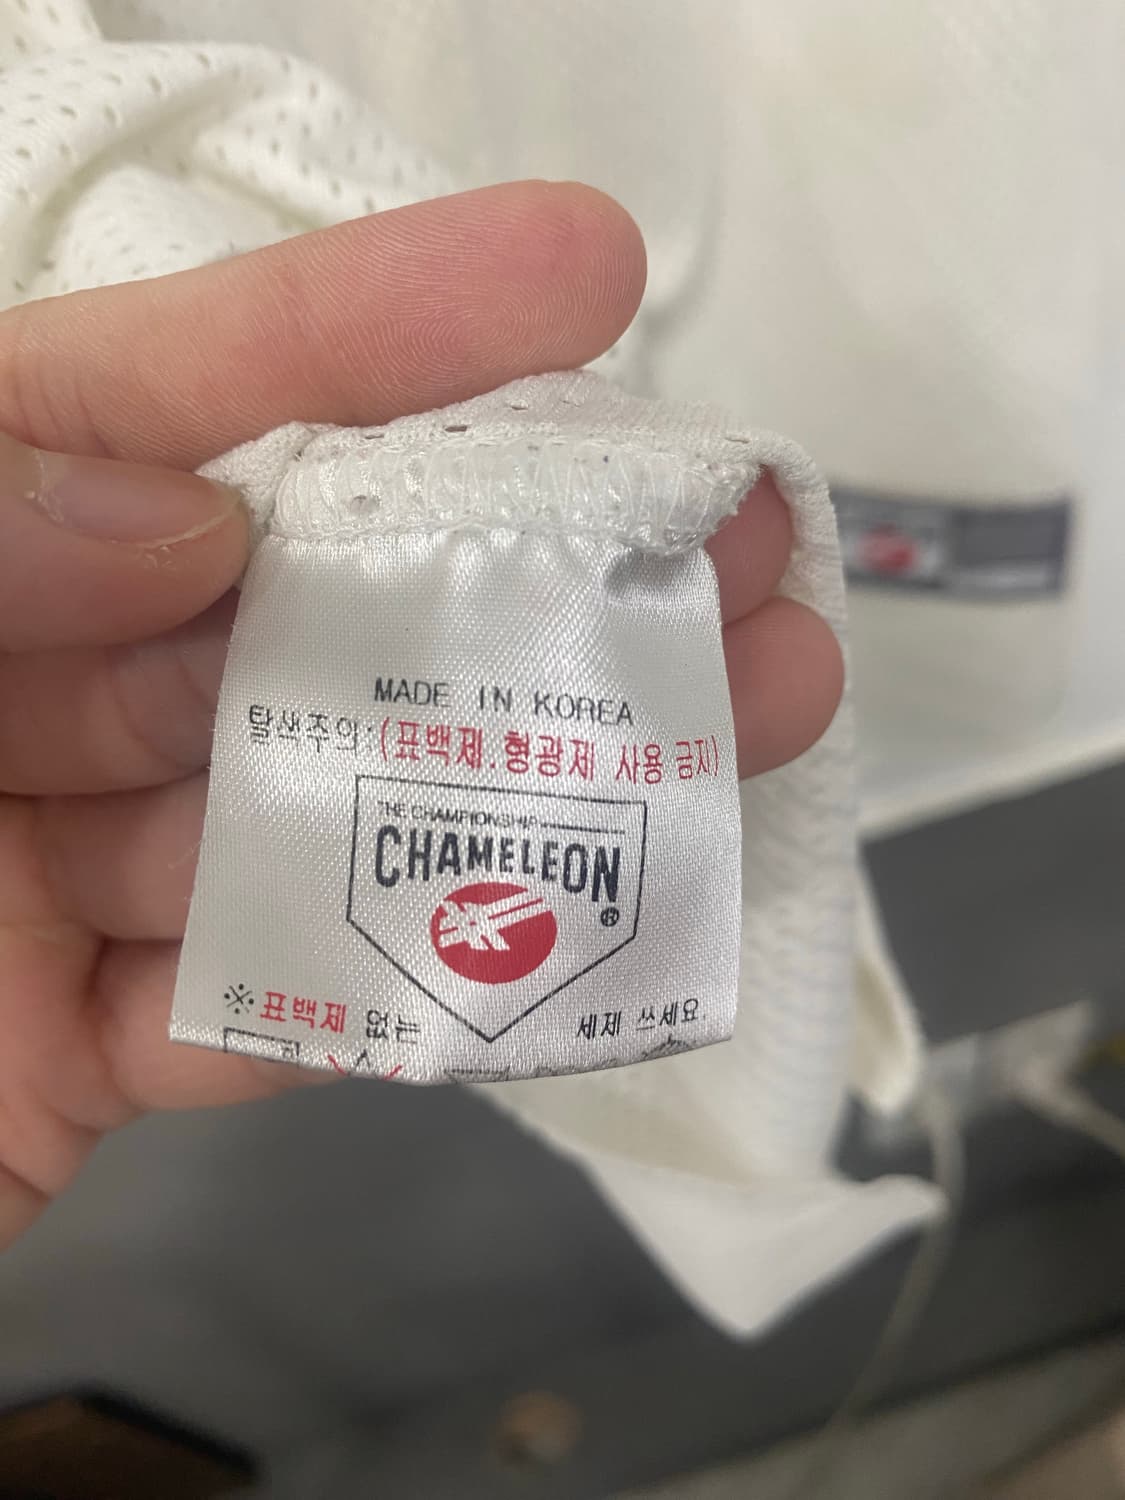 MADE IN KOREA
탈색주의:(표백제.형광제 사용 금지)
THE CHAMPIONSHIP
CHAMELEON
®
※표백제 없는 세제 쓰세요.